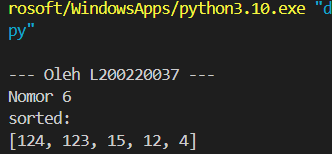 rosoft/WindowsApps/python3.10.exe "d
py"
--- Oleh L200220037 ---
Nomor 6
sorted:
[124, 123, 15, 12, 4]